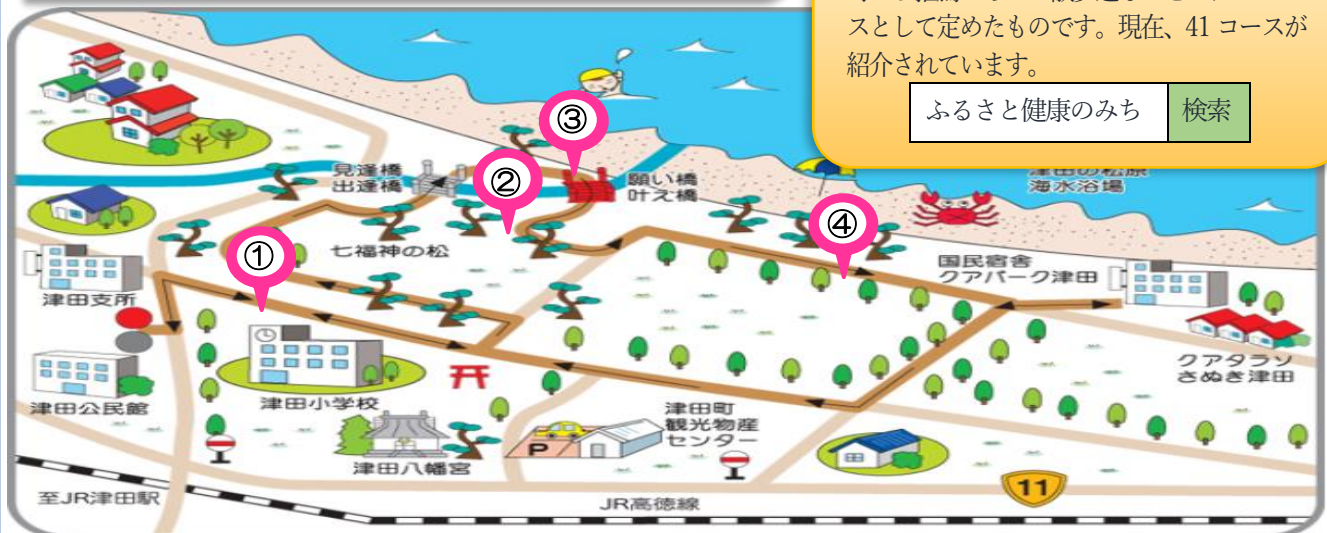 スとして定めたものです。現在、41 コースが
紹介されています。
ふるさと健康のみち
検索
③
見逢橋
出逢橋
②
願い橋
叶え橋
津田の松原
海水浴場
④
①
七福神の松
国民宿舎
クアパーク津田
津田支所
クアタラソ
さぬき津田
津田公民館
津田小学校
津田町
観光物産
センター
P
津田八幡宮
11
至JR津田駅
JR高徳線